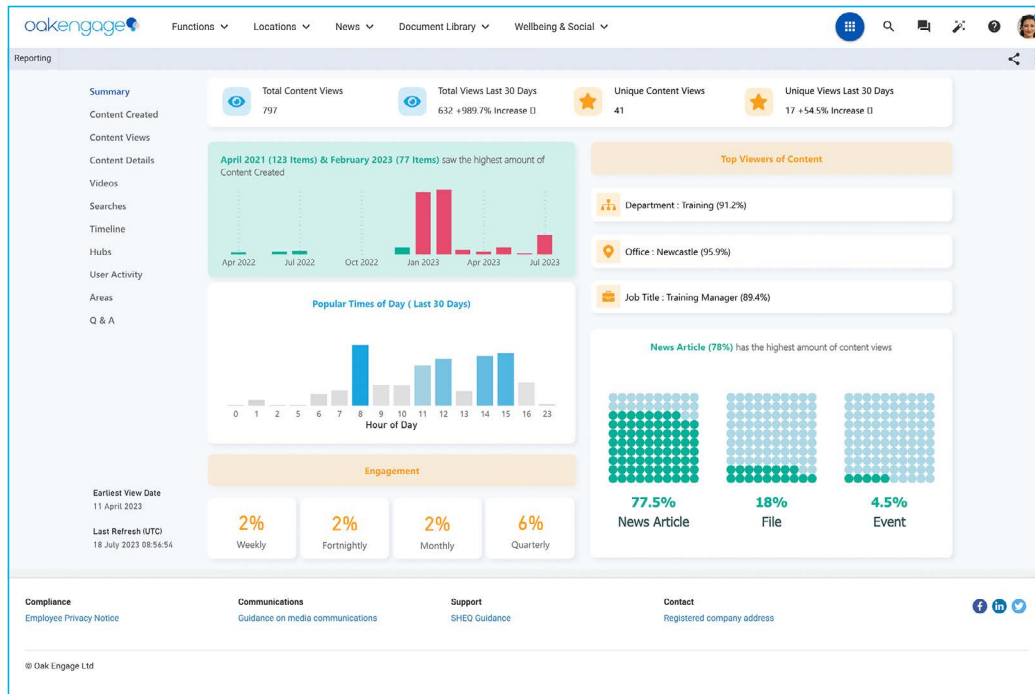 oakengage
Functions Locations News Document Library Wellbeing & Social
Reporting
Summary
Content Created
Content Views
Content Details
Videos
Searches
Timeline
Hubs
User Activity
Areas
Q & A
Earliest View Date
11 April 2023
Last Refresh (UTC)
18 July 2023 08:56:54
Total Content Views
797
Total Views Last 30 Days
632 +989.7% Increase
Unique Content Views
41
Unique Views Last 30 Days
17 +54.5% Increase
April 2021 (123 Items) & February 2023 (77 Items) saw the highest amount of
Content Created
Apr 2022 Jul 2022 Oct 2022 Jan 2023 Apr 2023 Jul 2023
Popular Times of Day ( Last 30 Days)
0 1 2 5 6 7 8 9 10 11 12 13 14 15 16 23
Hour of Day
Engagement
2%
Weekly
2%
Fortnightly
2%
Monthly
6%
Quarterly
Top Viewers of Content
Department : Training (91.2%)
Office : Newcastle (95.9%)
Job Title : Training Manager (89.4%)
News Article (78%) has the highest amount of content views
77.5%
News Article
18%
File
4.5%
Event
Compliance
Employee Privacy Notice
Communications
Guidance on media communications
Support
SHEQ Guidance
Contact
Registered company address
© Oak Engage Ltd